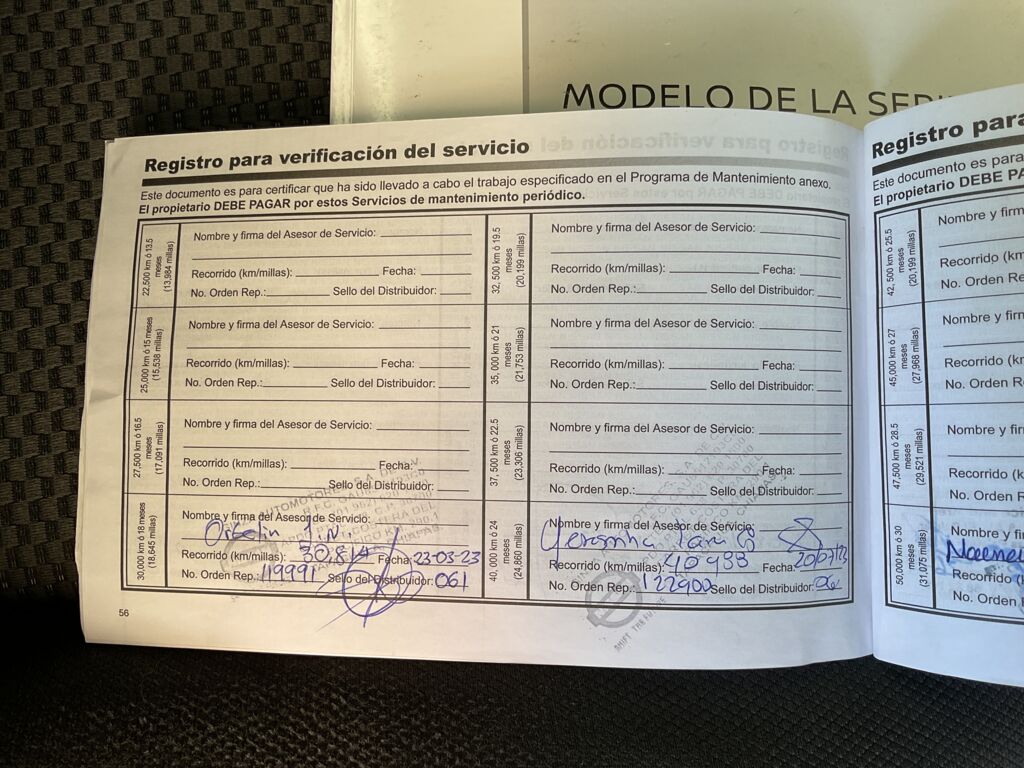 MODELO DE LA
Registro para verificación del servicio
Este documento es para certificar que ha sido llevado a cabo el trabajo especificado en el Programa de Mantenimiento anexo.
El propietario DEBE PAGAR por estos Servicios de mantenimiento periódico.
22,500 km ó 13.5
meses
(13,984 millas)
Nombre y firma del Asesor de Servicio:
Recorrido (km/millas): Fecha:
No. Orden Rep.: Sello del Distribuidor:
25,000 km ó 15 meses
(15,538 millas)
Nombre y firma del Asesor de Servicio:
Recorrido (km/millas): Fecha:
No. Orden Rep.: Sello del Distribuidor:
27,500 km ó 16.5
meses
(17,091 millas)
Nombre y firma del Asesor de Servicio:
Recorrido (km/millas): Fecha:
No. Orden Rep.: Sello del Distribuidor:
30,000 km ó 18 meses
(18,645 millas)
Nombre y firma del Asesor de Servicio:
Recorrido (km/millas): 30,814 Fecha: 23-03-23
No. Orden Rep.: 119991 Sello del Distribuidor: 061
32,500 km ó 19.5
meses
(20,199 millas)
Nombre y firma del Asesor de Servicio:
Recorrido (km/millas): Fecha:
No. Orden Rep.: Sello del Distribuidor:
35,000 km ó 21
meses
(21,753 millas)
Nombre y firma del Asesor de Servicio:
Recorrido (km/millas): Fecha:
No. Orden Rep.: Sello del Distribuidor:
37,500 km ó 22.5
meses
(23,306 millas)
Nombre y firma del Asesor de Servicio:
Recorrido (km/millas): Fecha:
No. Orden Rep.: Sello del Distribuidor:
40,000 km ó 24
meses
(24,860 millas)
Nombre y firma del Asesor de Servicio:
Recorrido (km/millas): 40933 Fecha:
No. Orden Rep.: 122902 Sello del Distribuidor:
SHIFT THE FUTURE
56
Registro para
Este documento es para
El propietario DEBE
42,500 km ó 25.5
meses
(20,199 millas)
Nombre y firm
Recorrido (km
No. Orden Re
45,000 km ó 27
meses
(27,968 millas)
Nombre y firm
Recorrido (km/
No. Orden Re
47,500 km ó 28.5
meses
(29,521 millas)
Nombre y firm
Recorrido (km
No. Orden Re
50,000 km ó 30
meses
(31,075 millas)
Nombre y fi
Recorrido (
No. Orden